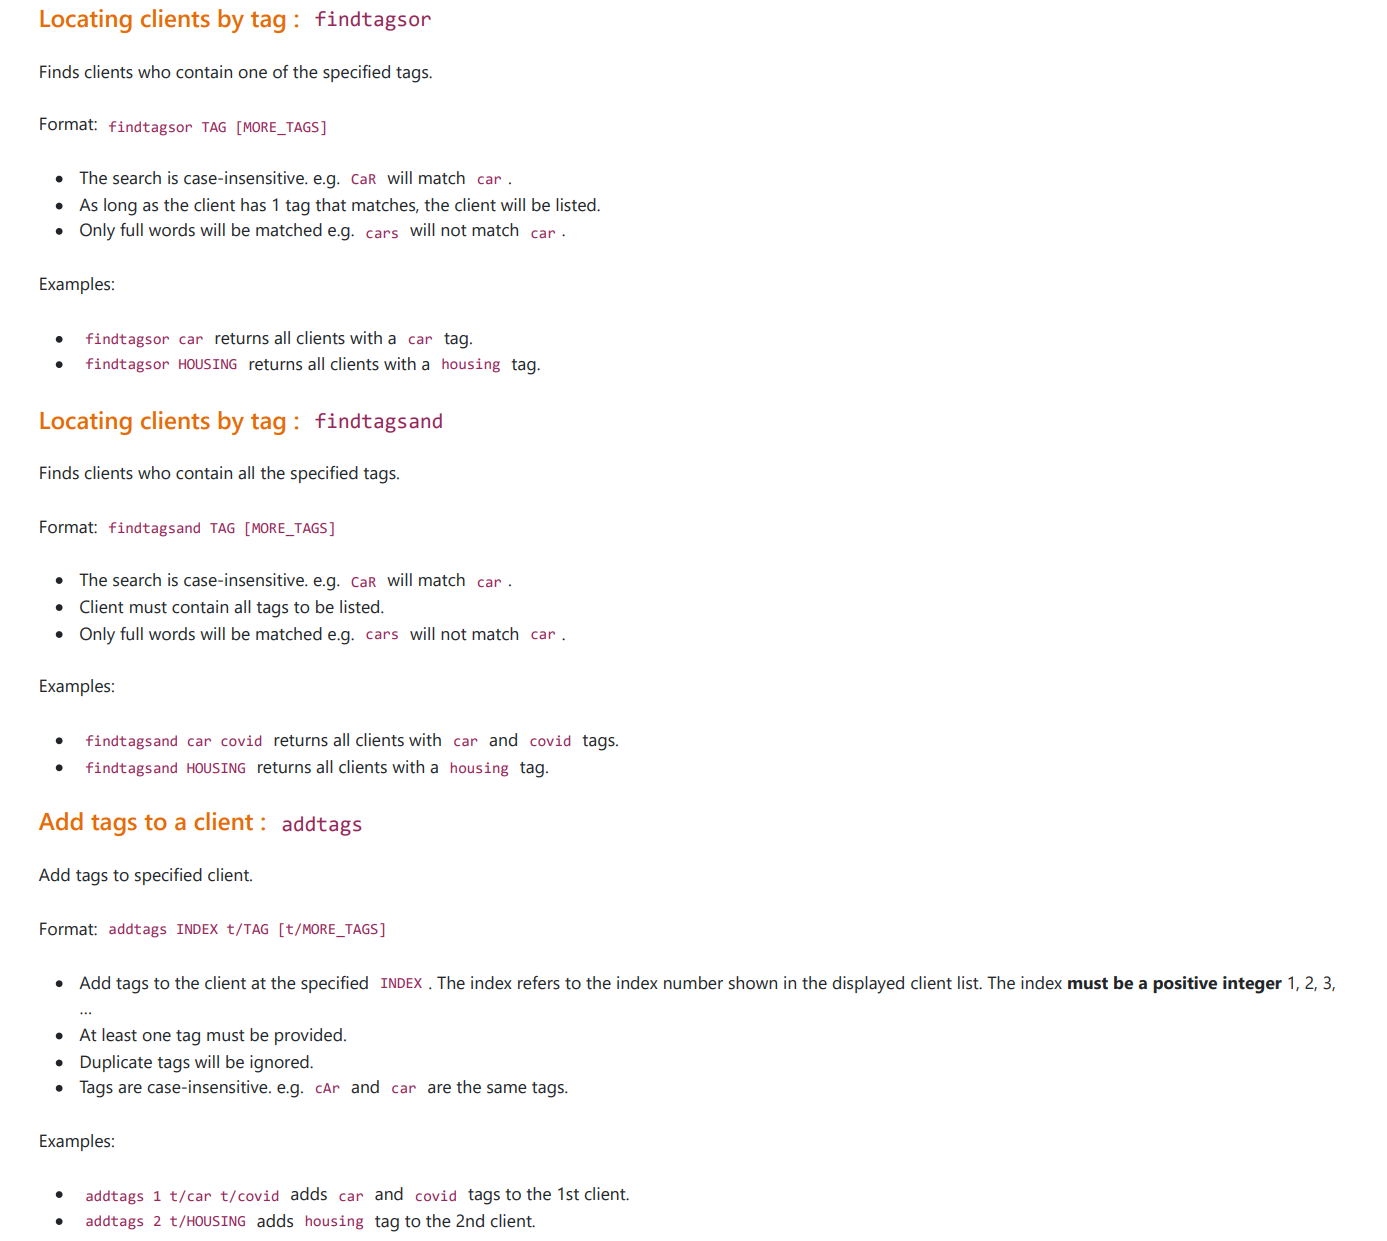 Locating clients by tag : findtagsor
Finds clients who contain one of the specified tags.
Format: findtagsor TAG [MORE_TAGS]
• The search is case-insensitive. e.g. CaR will match car .
• As long as the client has 1 tag that matches, the client will be listed.
• Only full words will be matched e.g. cars will not match car .
Examples:
• findtagsor car returns all clients with a car tag.
• findtagsor HOUSING returns all clients with a housing tag.
Locating clients by tag : findtagsand
Finds clients who contain all the specified tags.
Format: findtagsand TAG [MORE_TAGS]
• The search is case-insensitive. e.g. CaR will match car .
• Client must contain all tags to be listed.
• Only full words will be matched e.g. cars will not match car .
Examples:
• findtagsand car covid returns all clients with car and covid tags.
• findtagsand HOUSING returns all clients with a housing tag.
Add tags to a client : addtags
Add tags to specified client.
Format: addtags INDEX t/TAG [t/MORE_TAGS]
• Add tags to the client at the specified INDEX . The index refers to the index number shown in the displayed client list. The index must be a positive integer 1, 2, 3,
...
• At least one tag must be provided.
• Duplicate tags will be ignored.
• Tags are case-insensitive. e.g. cAr and car are the same tags.
Examples:
• addtags 1 t/car t/covid adds car and covid tags to the 1st client.
• addtags 2 t/HOUSING adds housing tag to the 2nd client.